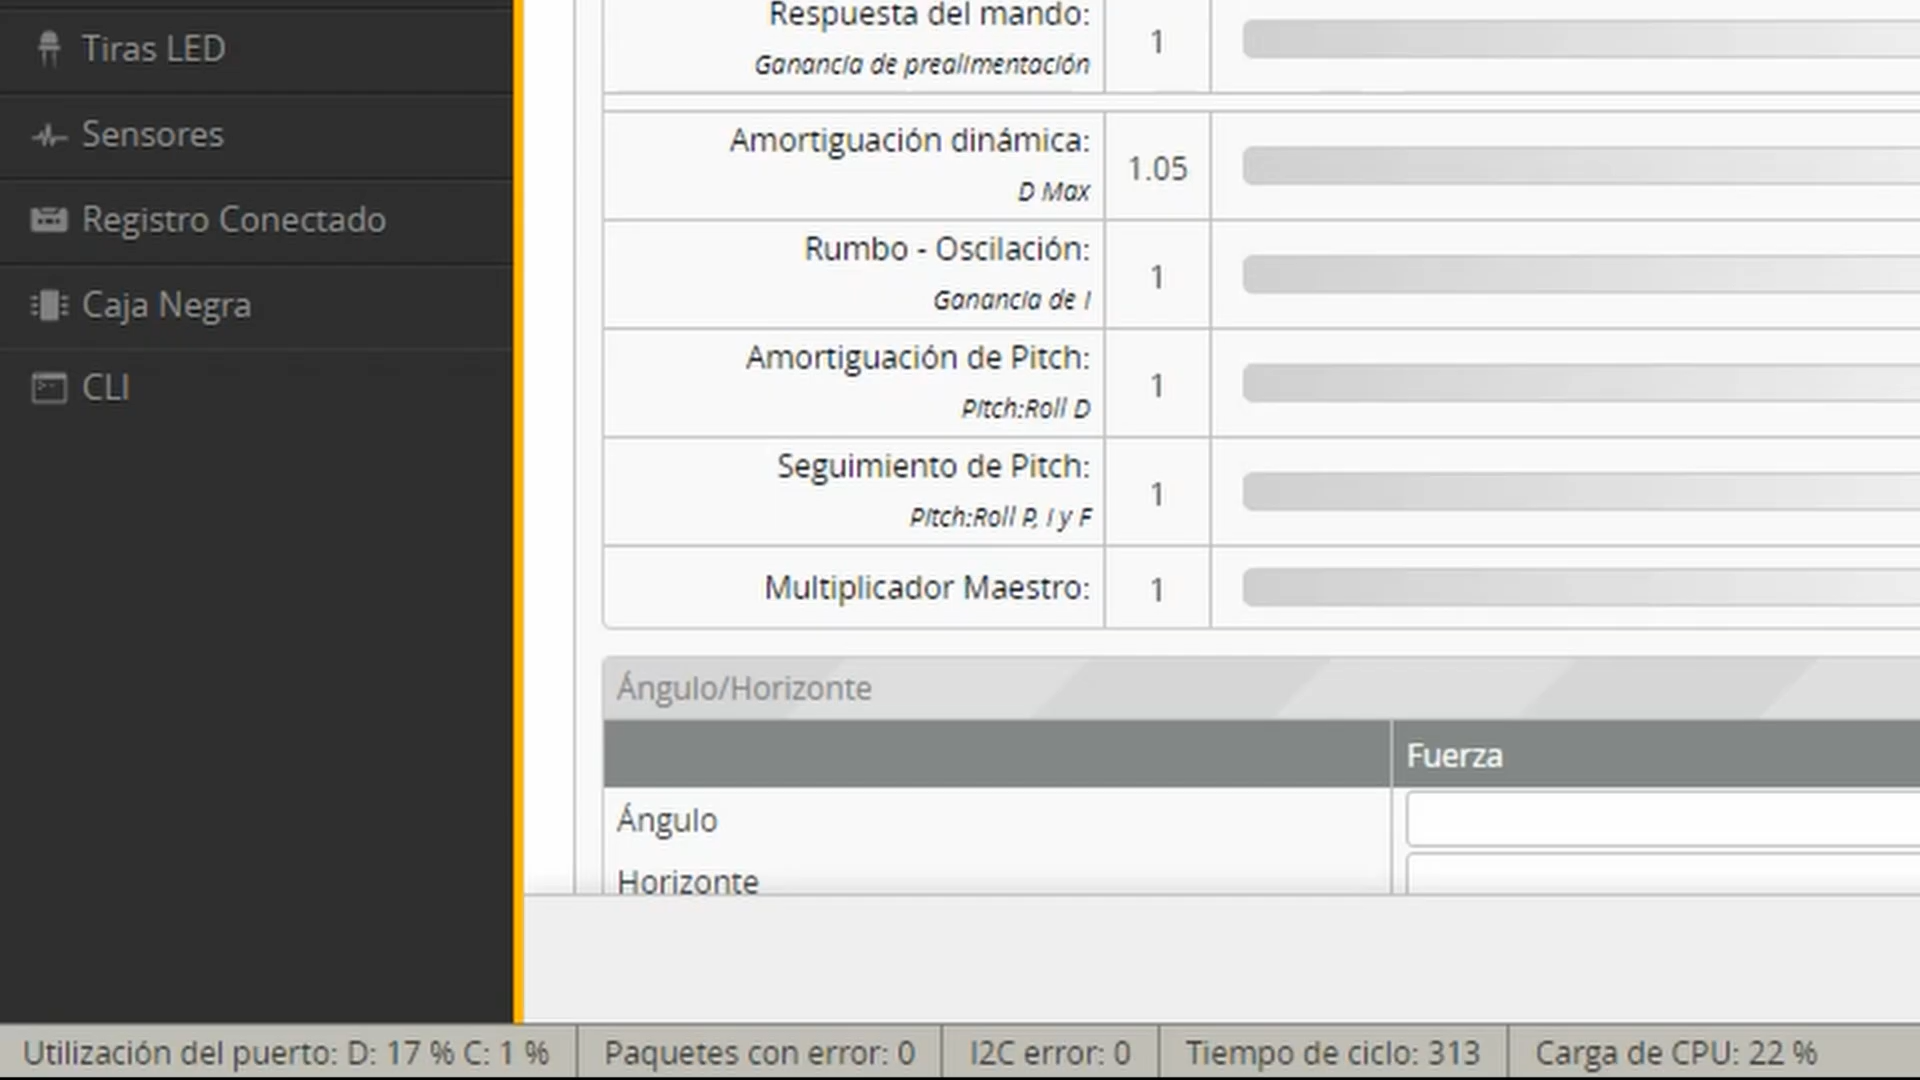 Tiras LED
Sensores
Registro Conectado
Caja Negra
CLI
Respuesta del mando:
Ganancia de prealimentación
1
Amortiguación dinámica:
D Max
1.05
Rumbo - Oscilación:
Ganancia de I
1
Amortiguación de Pitch:
Pitch:Roll D
1
Seguimiento de Pitch:
Pitch:Roll P, I y F
1
Multiplicador Maestro:
1
Ángulo/Horizonte
Fuerza
Ángulo
Horizonte
Utilización del puerto: D: 17 % C: 1 %
Paquetes con error: 0
I2C error: 0
Tiempo de ciclo: 313
Carga de CPU: 22 %